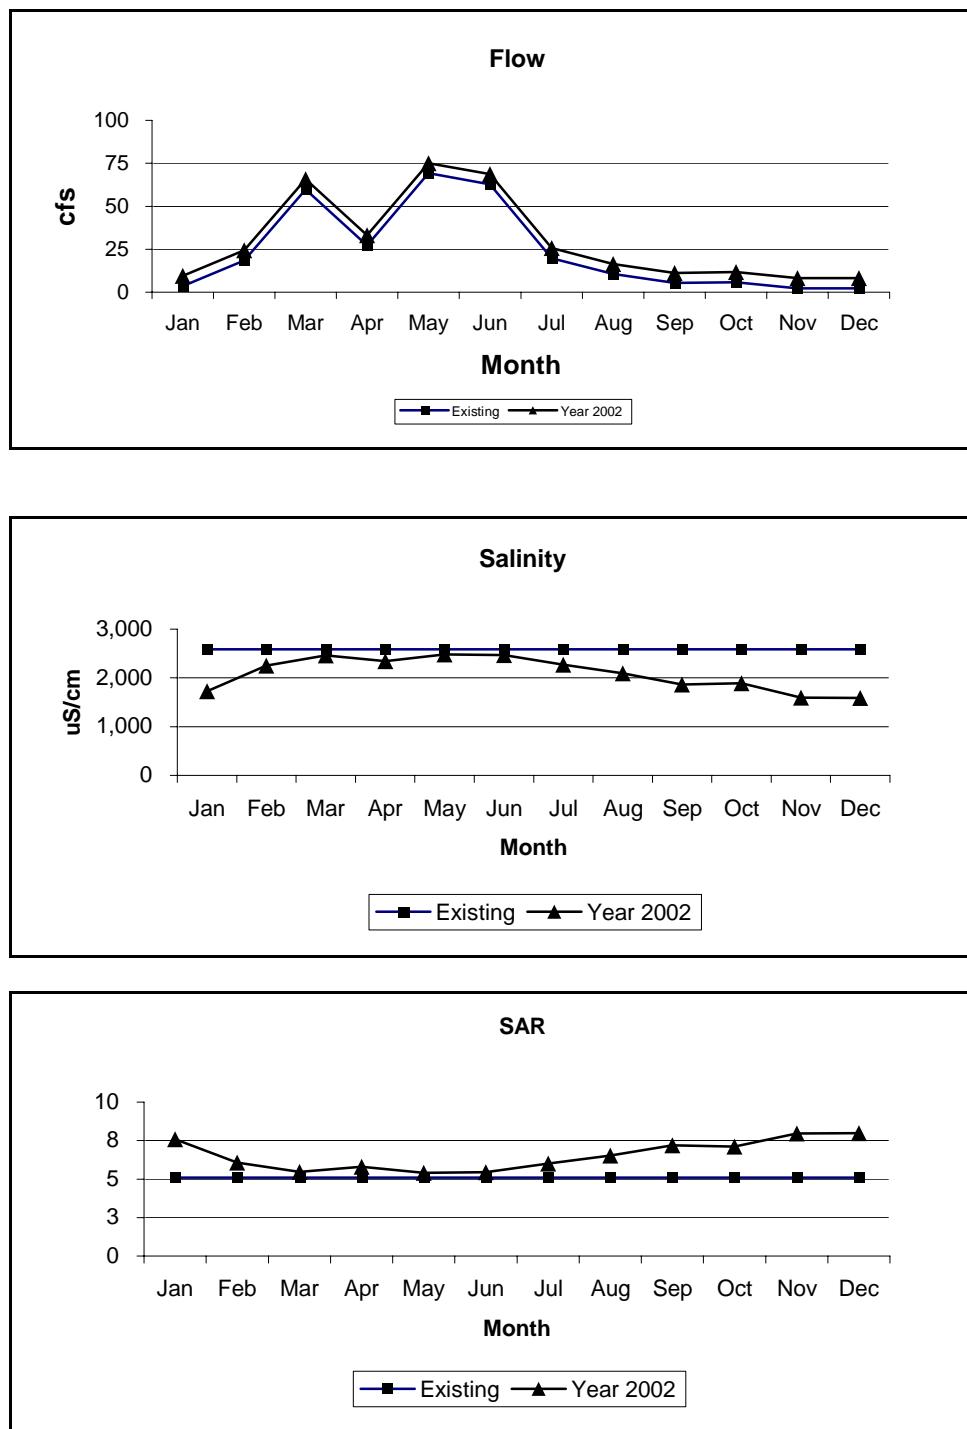 Flow
100
75
50
25
0
cfs
Jan Feb Mar Apr May Jun Jul Aug Sep Oct Nov Dec
Month
Existing Year 2002
Salinity
3,000
2,000
1,000
0
uS/cm
Jan Feb Mar Apr May Jun Jul Aug Sep Oct Nov Dec
Month
Existing Year 2002
SAR
10
8
5
3
0
Jan Feb Mar Apr May Jun Jul Aug Sep Oct Nov Dec
Month
Existing Year 2002